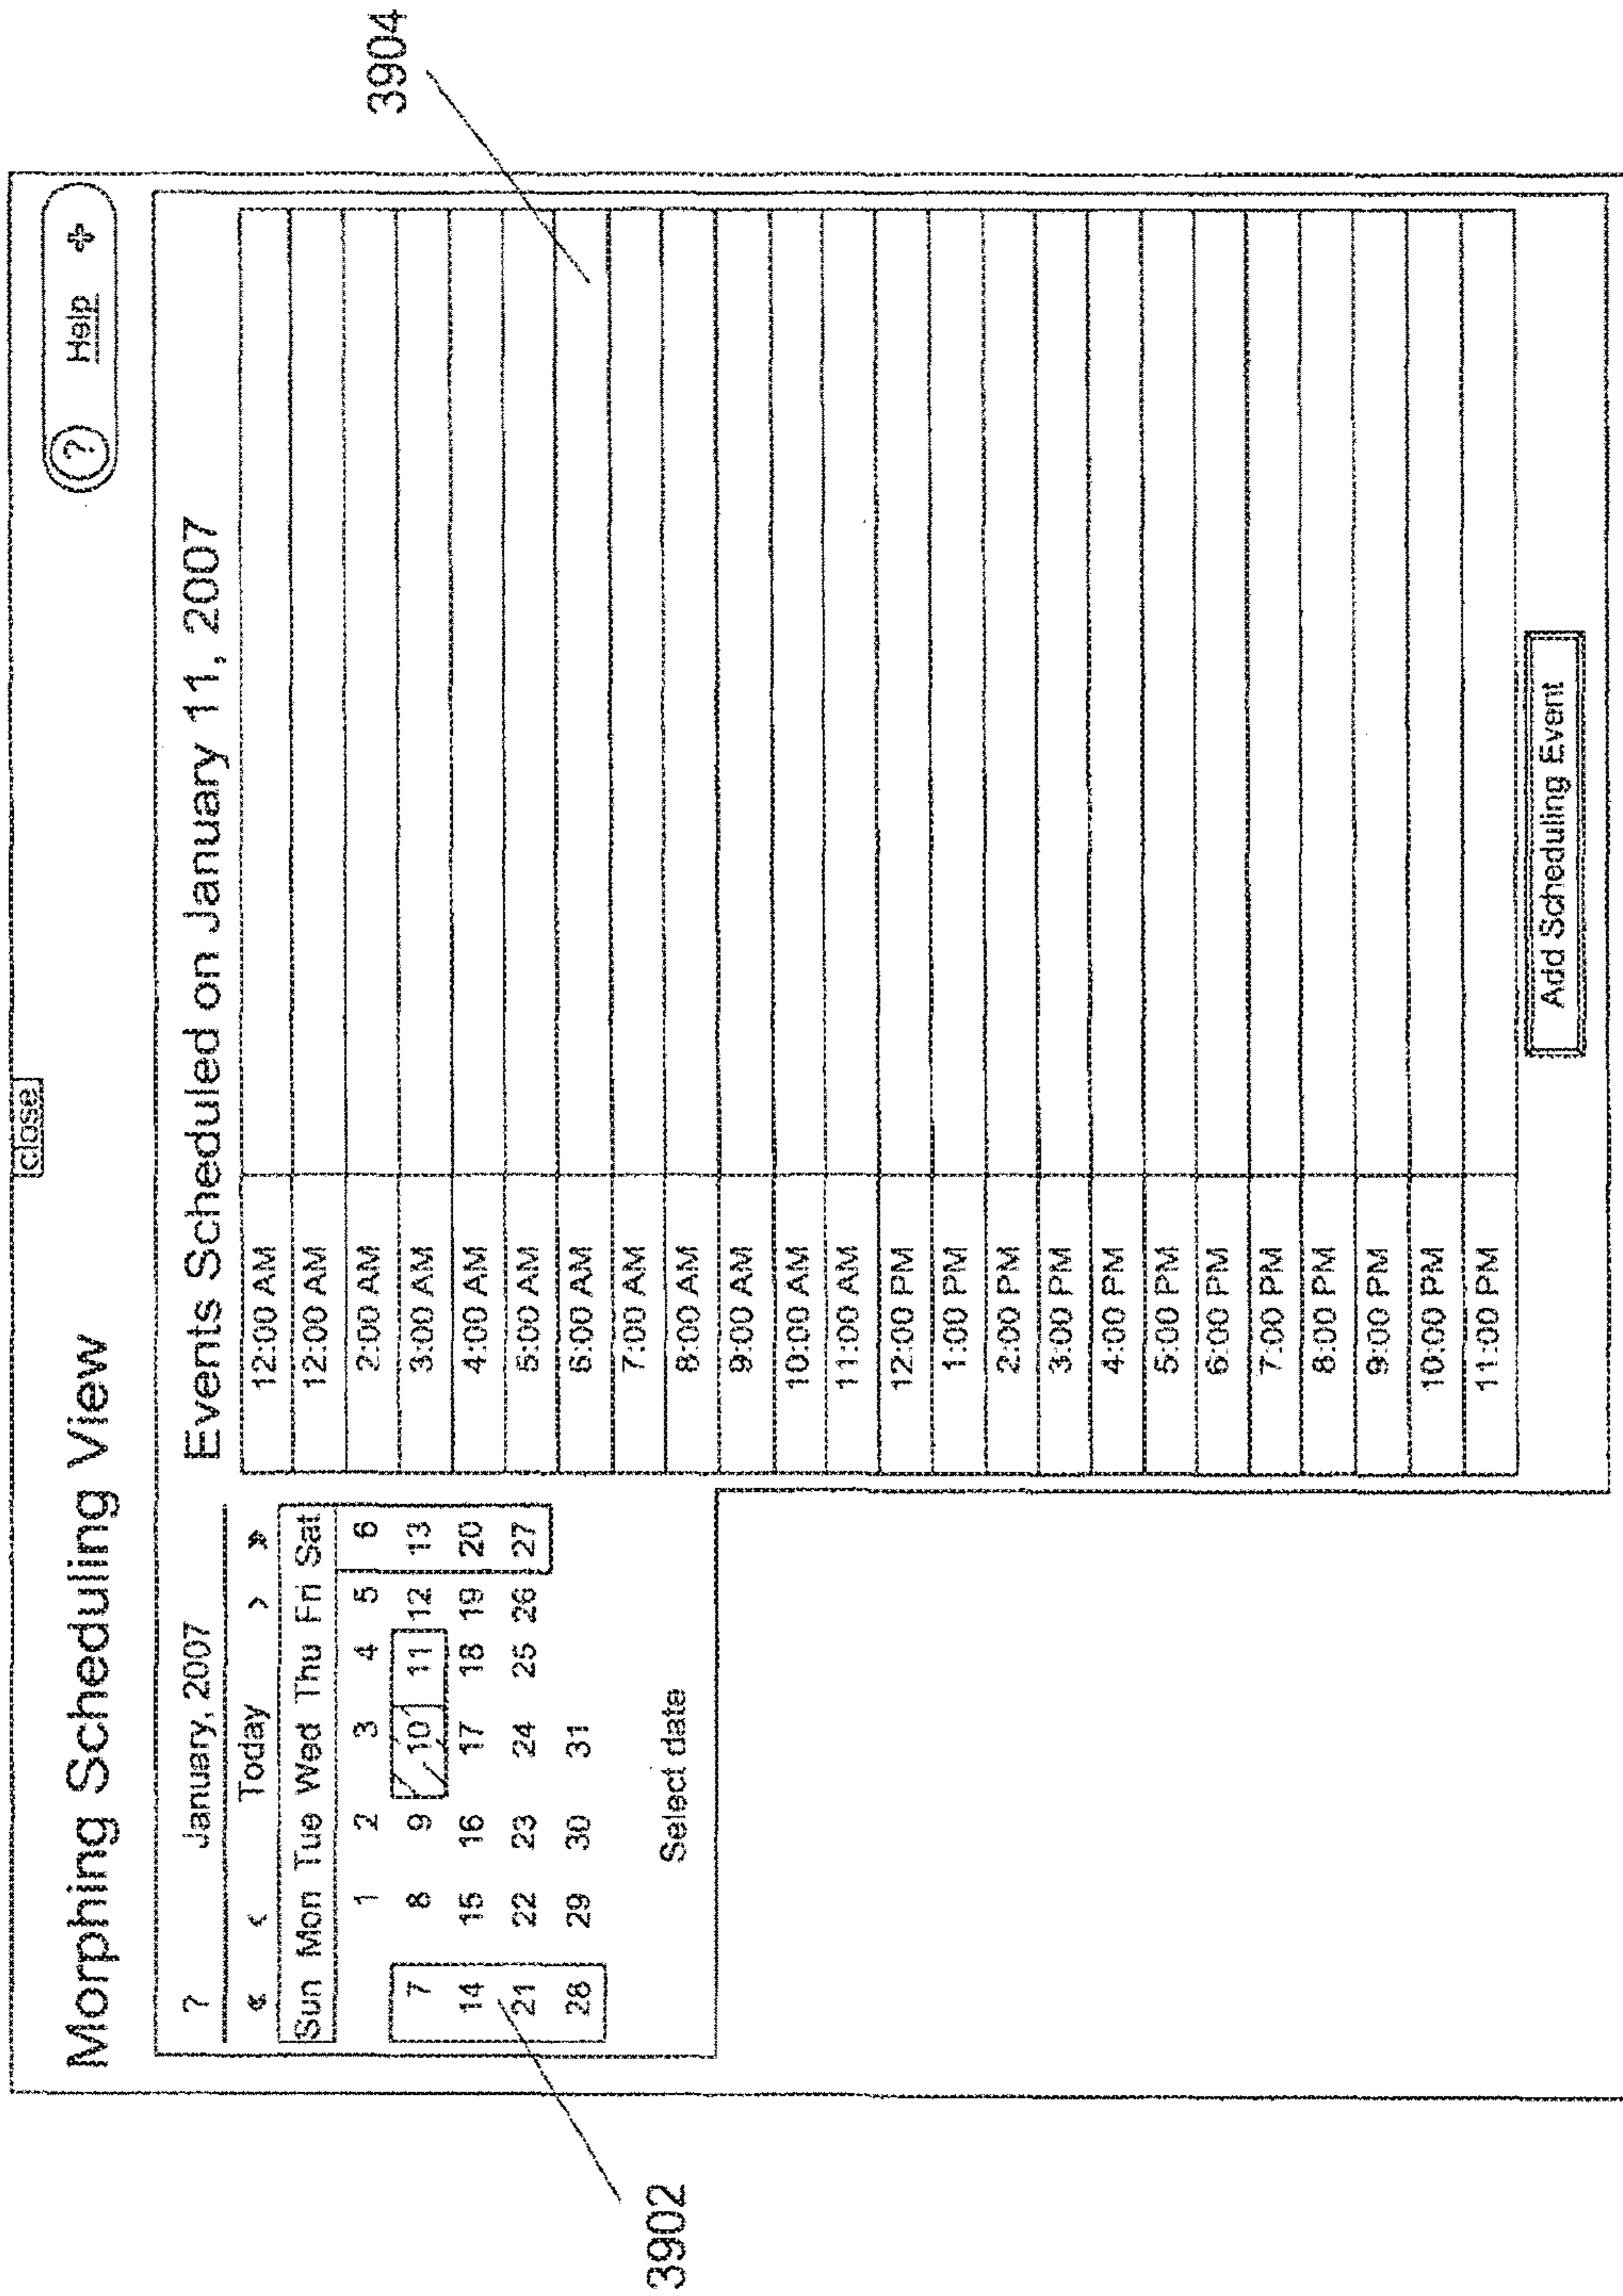 close
Morphing Scheduling View
? Help
? January, 2007
« < Today > »
Sun Mon Tue Wed Thu Fri Sat
1 2 3 4 5 6
7 8 9 10 11 12 13
14 15 16 17 18 19 20
21 22 23 24 25 26 27
28 29 30 31
Select date
3902
Events Scheduled on January 11, 2007
12:00 AM
12:00 AM
2:00 AM
3:00 AM
4:00 AM
5:00 AM
6:00 AM
7:00 AM
8:00 AM
9:00 AM
10:00 AM
11:00 AM
12:00 PM
1:00 PM
2:00 PM
3:00 PM
4:00 PM
5:00 PM
6:00 PM
7:00 PM
8:00 PM
9:00 PM
10:00 PM
11:00 PM
Add Scheduling Event
3904